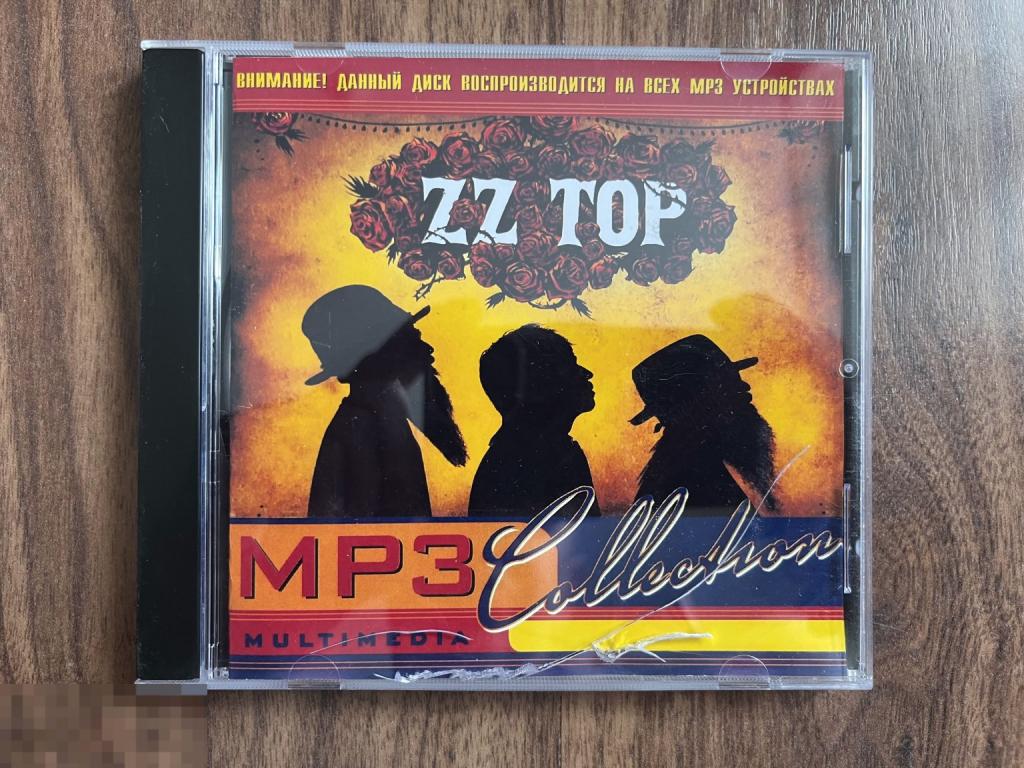 ВНИМАНИЕ! ДАННЫЙ ДИСК ВОСПРОИЗВОДИТСЯ НА ВСЕХ MP3 УСТРОЙСТВАХ
ZZ TOP
MP3 Collection
MULTIMEDIA